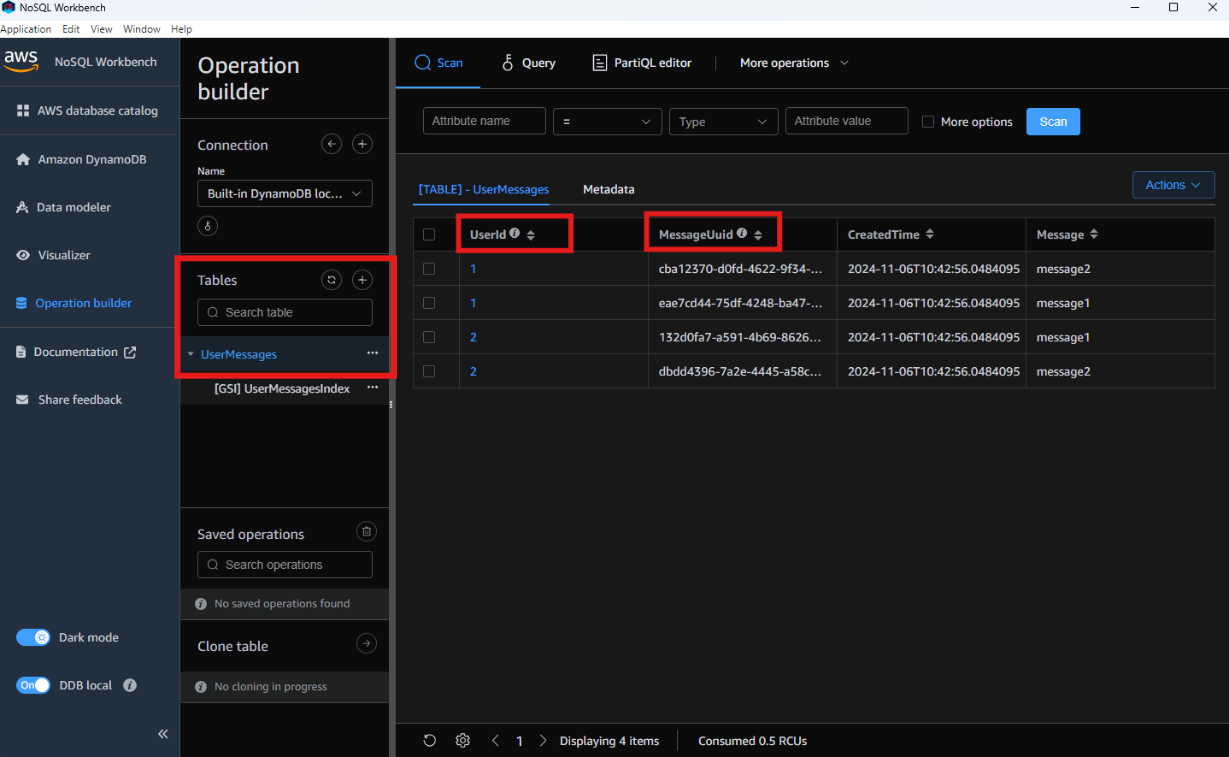 NoSQL Workbench
Application Edit View Window Help
aws NoSQL Workbench
AWS database catalog
Amazon DynamoDB
Data modeler
Visualizer
Operation builder
Documentation
Share feedback
Dark mode
On DDB local
Operation
builder
Connection
Name
Built-in DynamoDB loc...
Tables
Search table
UserMessages
[GSI] UserMessagesIndex
Saved operations
Search operations
No saved operations found
Clone table
No cloning in progress
Scan Query PartiQL editor More operations
Attribute name = Type Attribute value More options Scan
[TABLE] - UserMessages Metadata Actions
UserId MessageUuid CreatedTime Message
1 cba12370-d0fd-4622-9f34-... 2024-11-06T10:42:56.0484095 message2
1 eae7cd44-75df-4248-ba47-... 2024-11-06T10:42:56.0484095 message1
2 132d0fa7-a591-4b69-8626... 2024-11-06T10:42:56.0484095 message1
2 dbdd4396-7a2e-4445-a58c... 2024-11-06T10:42:56.0484095 message2
1 Displaying 4 items Consumed 0.5 RCUs